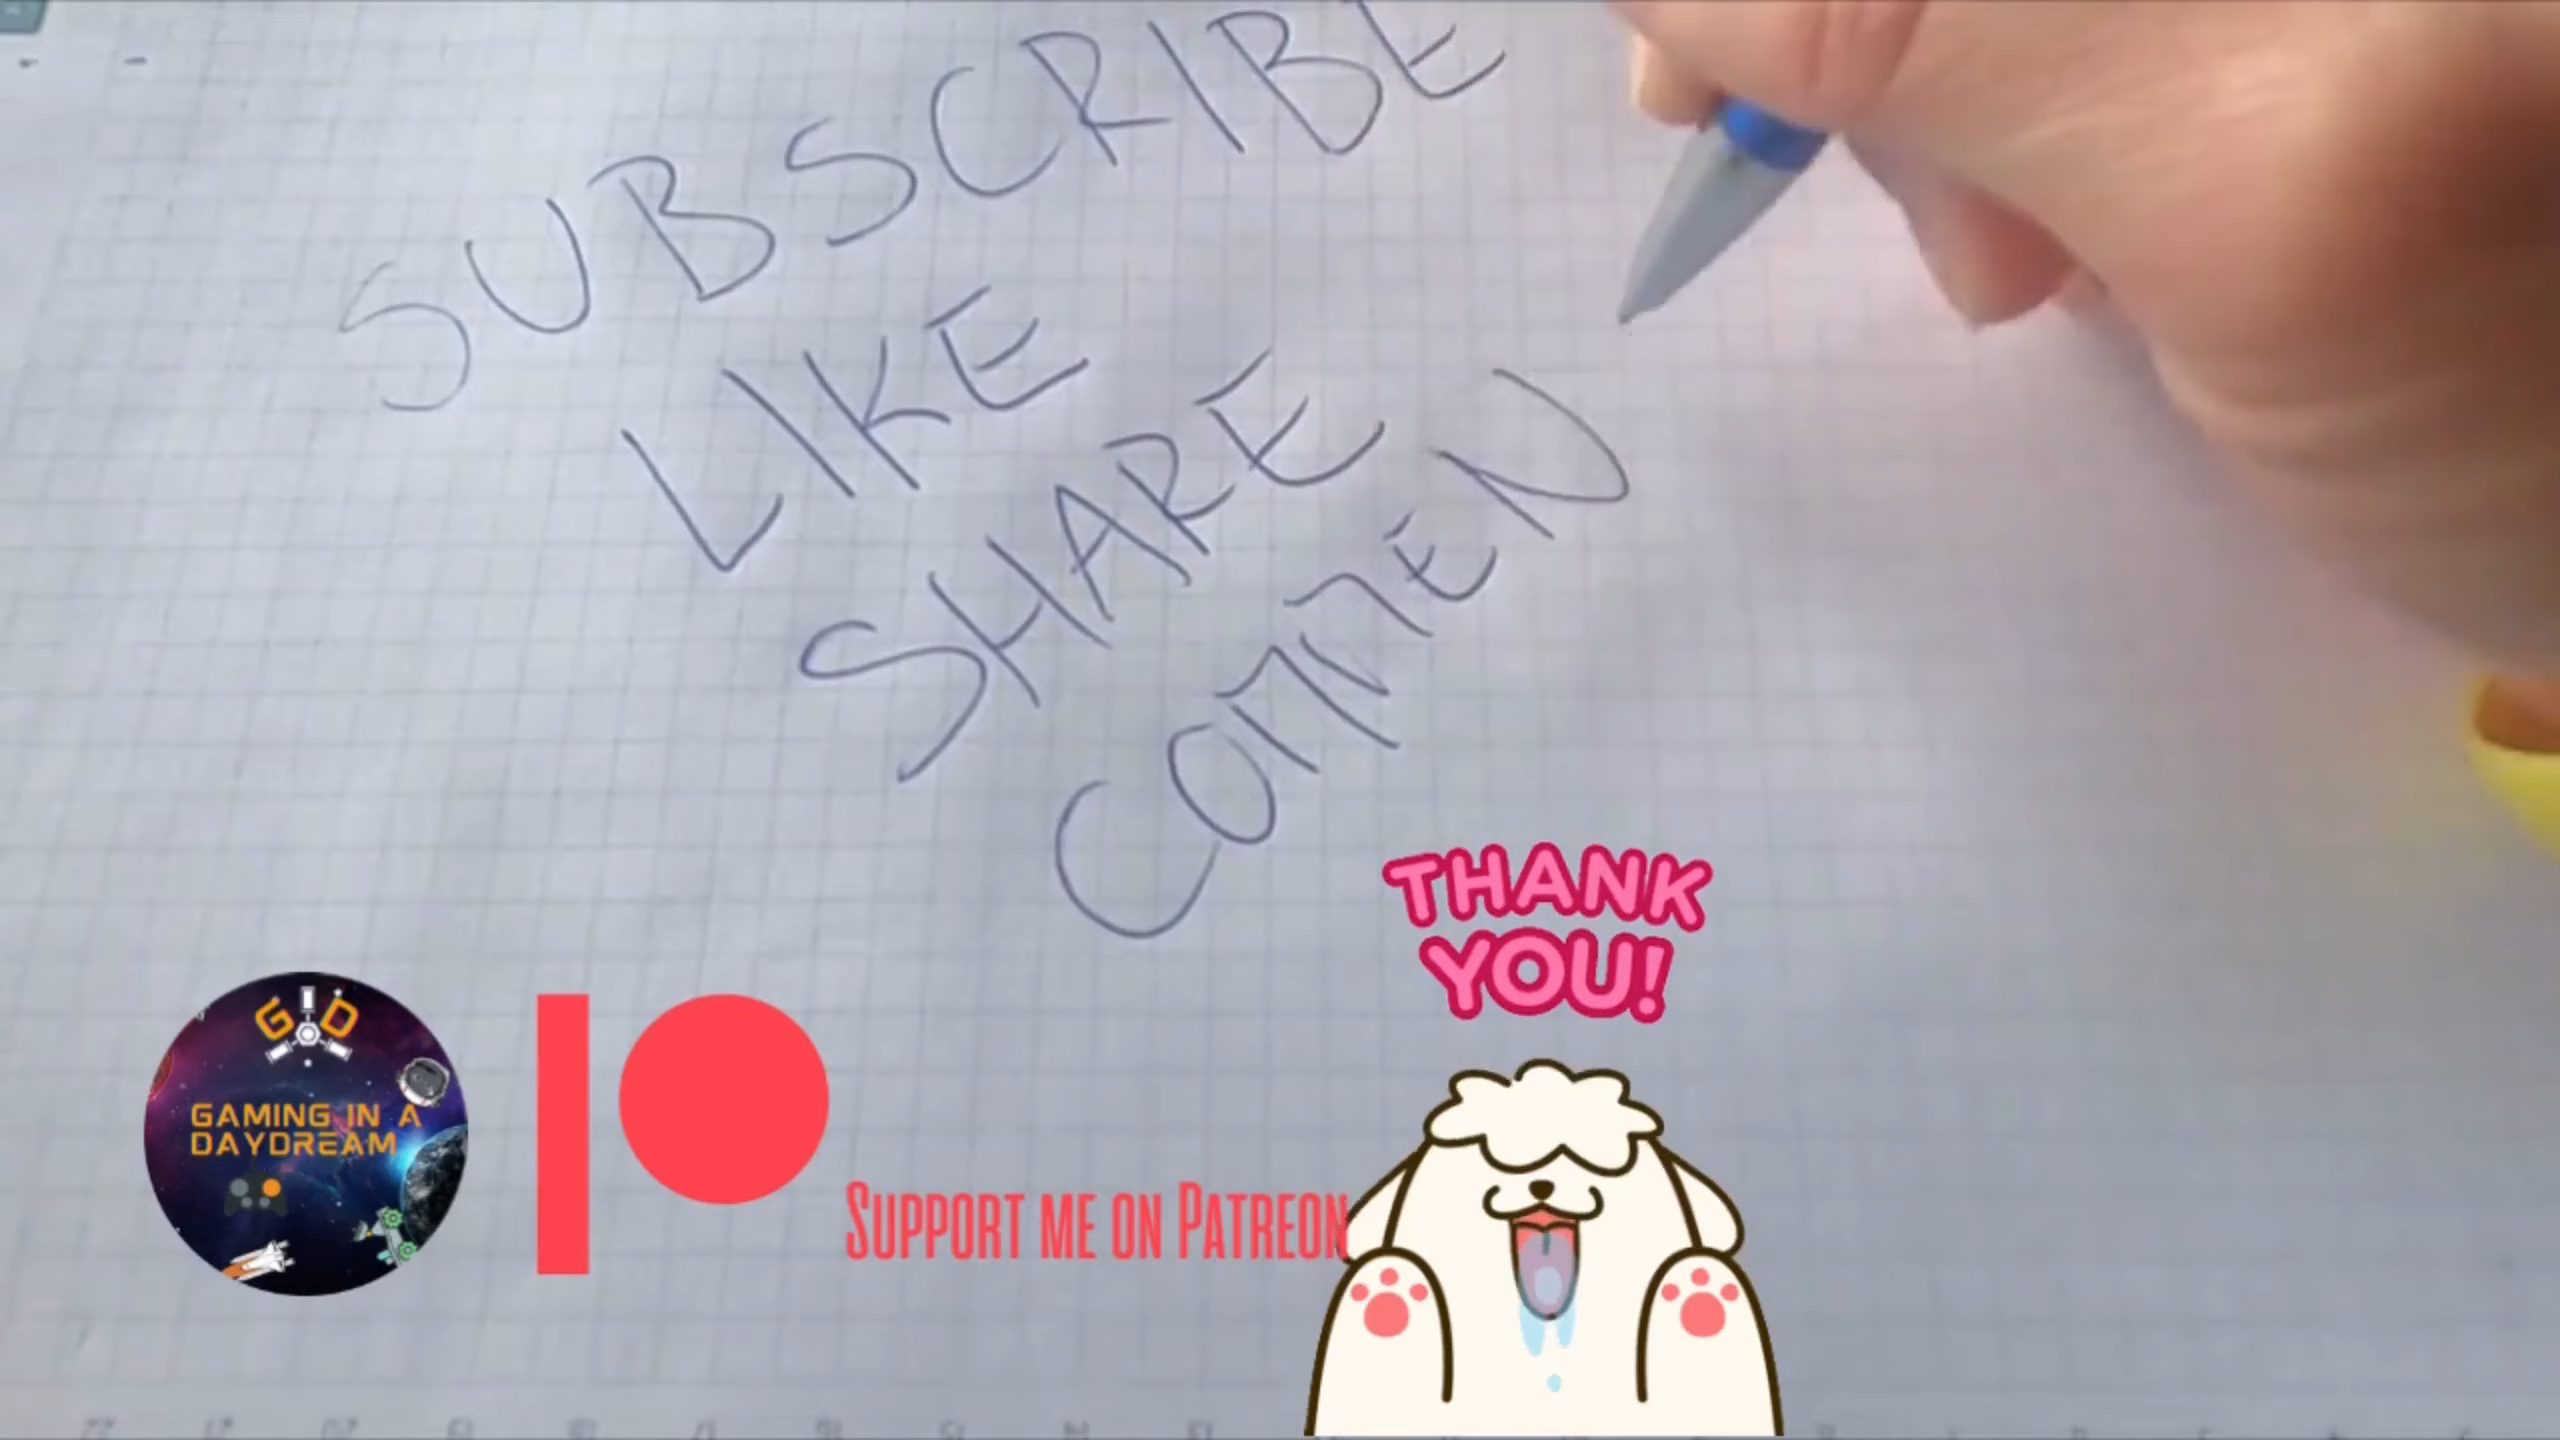 SUBSCRIBE
LIKE
SHARE
COMMEN
THANK
YOU!
G D
GAMING IN A
DAYDREAM
SUPPORT ME ON PATREON